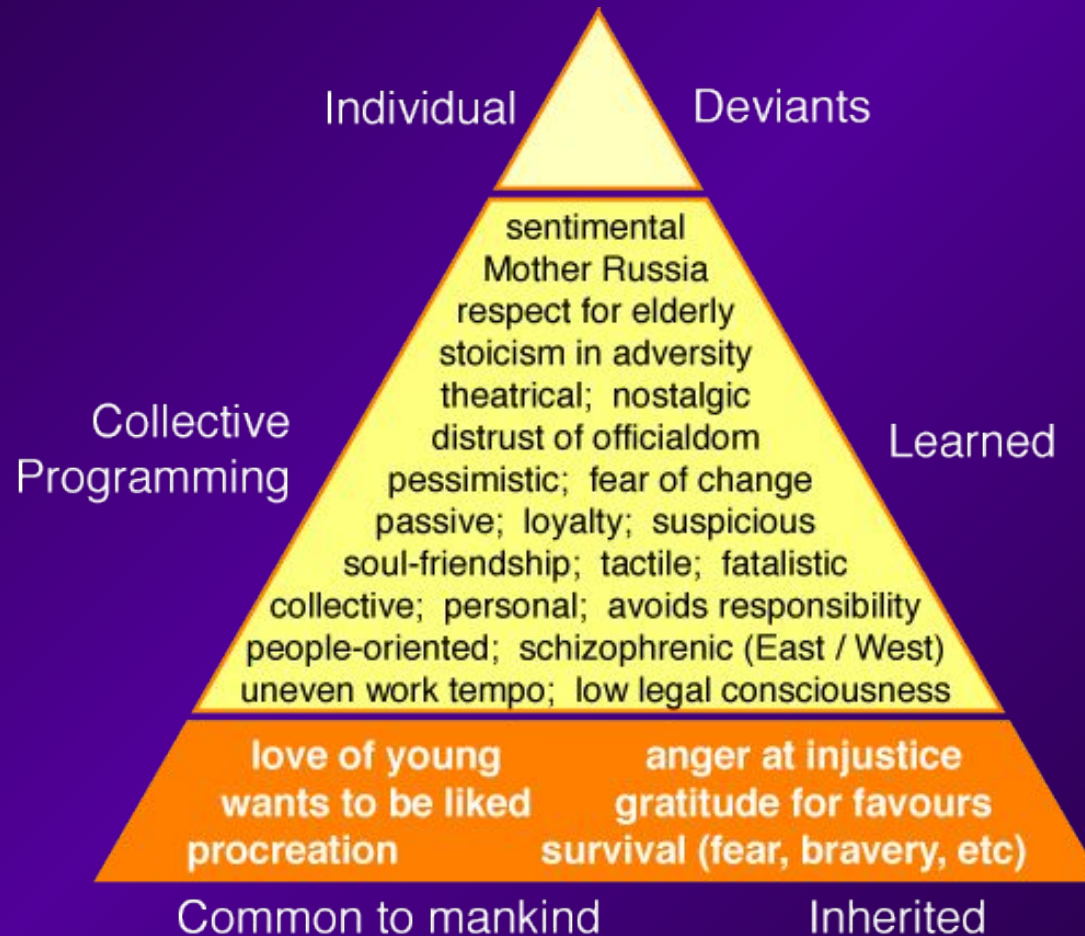 Individual
Deviants
sentimental
Mother Russia
respect for elderly
stoicism in adversity
theatrical; nostalgic
distrust of officialdom
pessimistic; fear of change
passive; loyalty; suspicious
soul-friendship; tactile; fatalistic
collective; personal; avoids responsibility
people-oriented; schizophrenic (East / West)
uneven work tempo; low legal consciousness
Collective
Programming
Learned
love of young
anger at injustice
wants to be liked
gratitude for favours
procreation
survival (fear, bravery, etc)
Common to mankind
Inherited